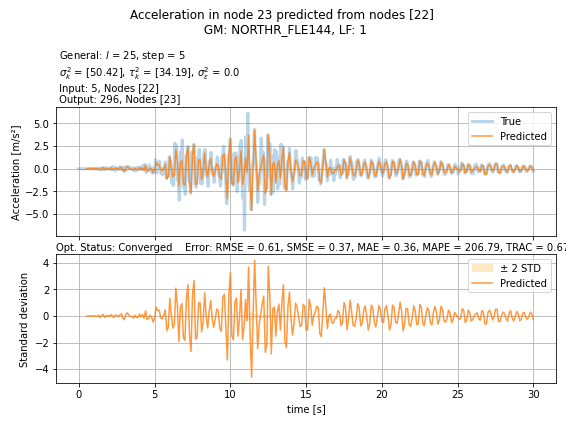 Acceleration in node 23 predicted from nodes [22]
GM: NORTHR_FLE144, LF: 1
General: l = 25, step = 5
σ²ₖ = [50.42], τ²ₖ = [34.19], σ²ε = 0.0
Input: 5, Nodes [22]
Output: 296, Nodes [23]
True
Predicted
5.0
2.5
0.0
−2.5
−5.0
Acceleration [m/s²]
Opt. Status: Converged    Error: RMSE = 0.61, SMSE = 0.37, MAE = 0.36, MAPE = 206.79, TRAC = 0.67
± 2 STD
Predicted
4
2
0
−2
−4
Standard deviation
0 5 10 15 20 25 30
time [s]